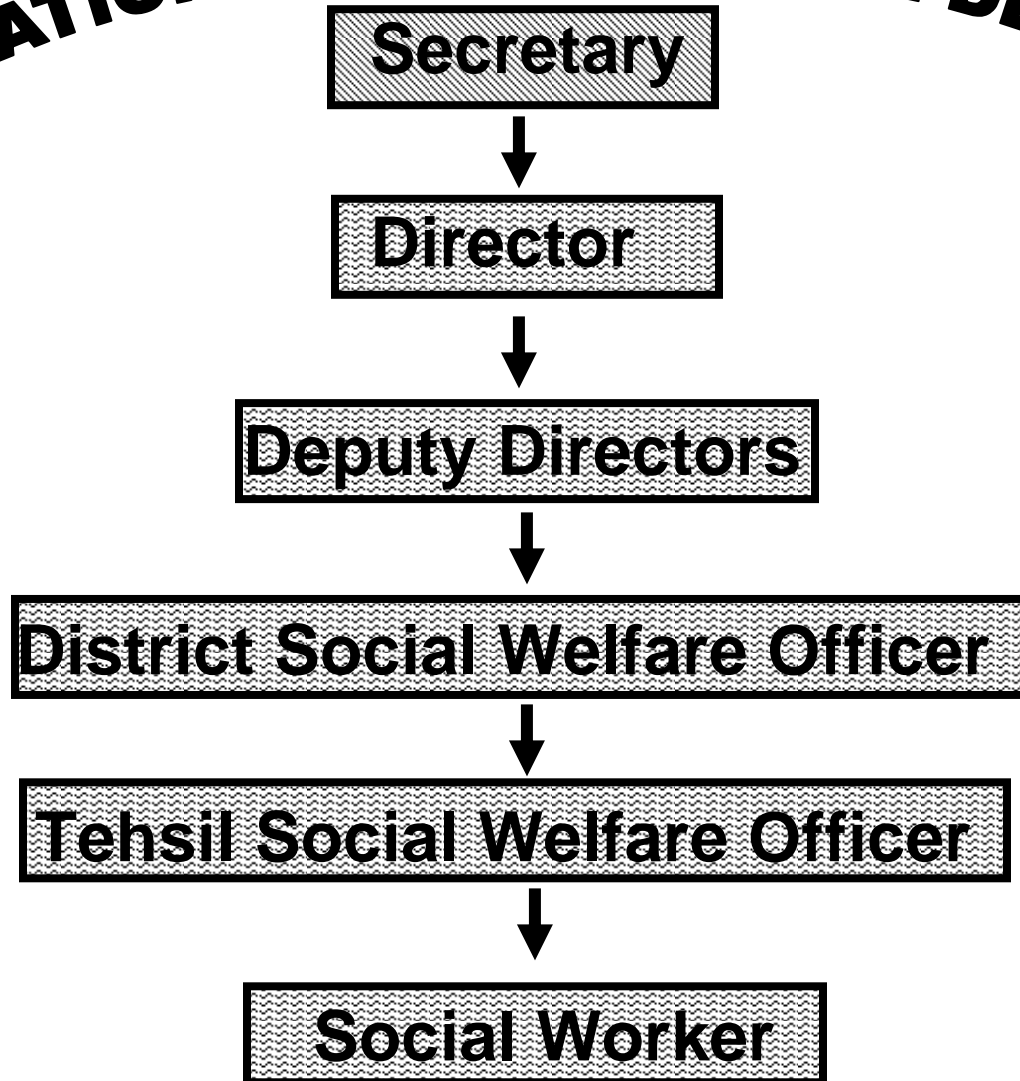 Secretary
Director
Deputy Directors
District Social Welfare Officer
Tehsil Social Welfare Officer
Social Worker